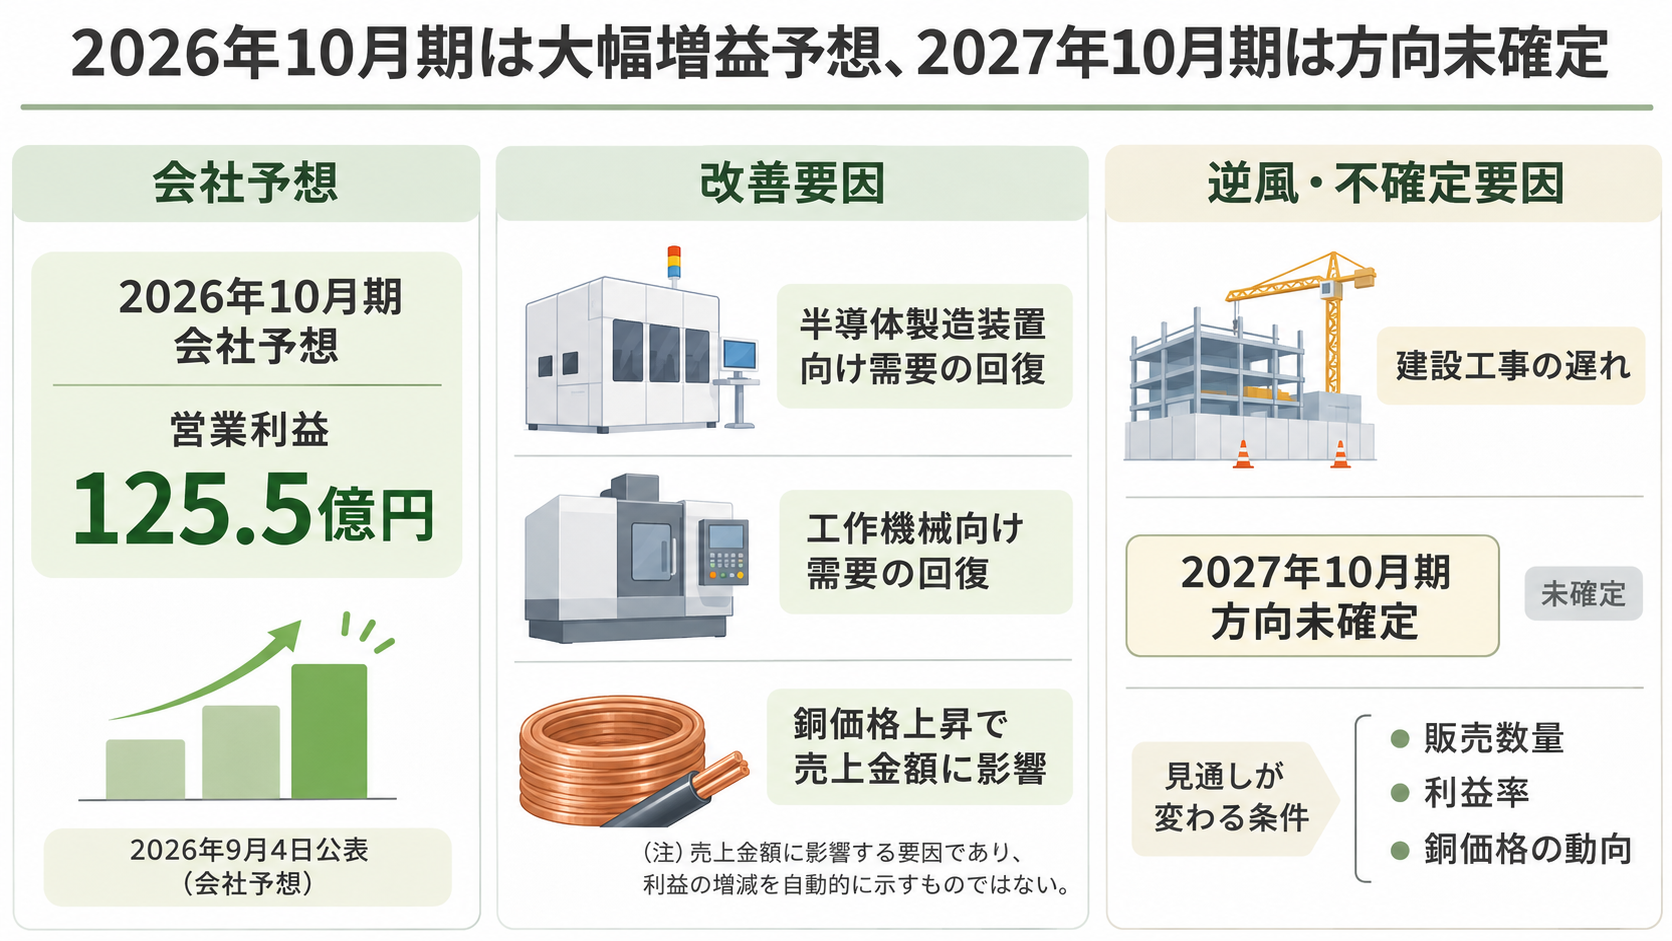 2026年10月期は大幅増益予想、2027年10月期は方向未確定
会社予想
2026年10月期
会社予想
営業利益
125.5億円
2026年9月4日公表
（会社予想）
改善要因
半導体製造装置
向け需要の回復
工作機械向け
需要の回復
銅価格上昇で
売上金額に影響
（注）売上金額に影響する要因であり、
利益の増減を自動的に示すものではない。
逆風・不確定要因
建設工事の遅れ
2027年10月期
方向未確定
未確定
見通しが
変わる条件
販売数量
利益率
銅価格の動向